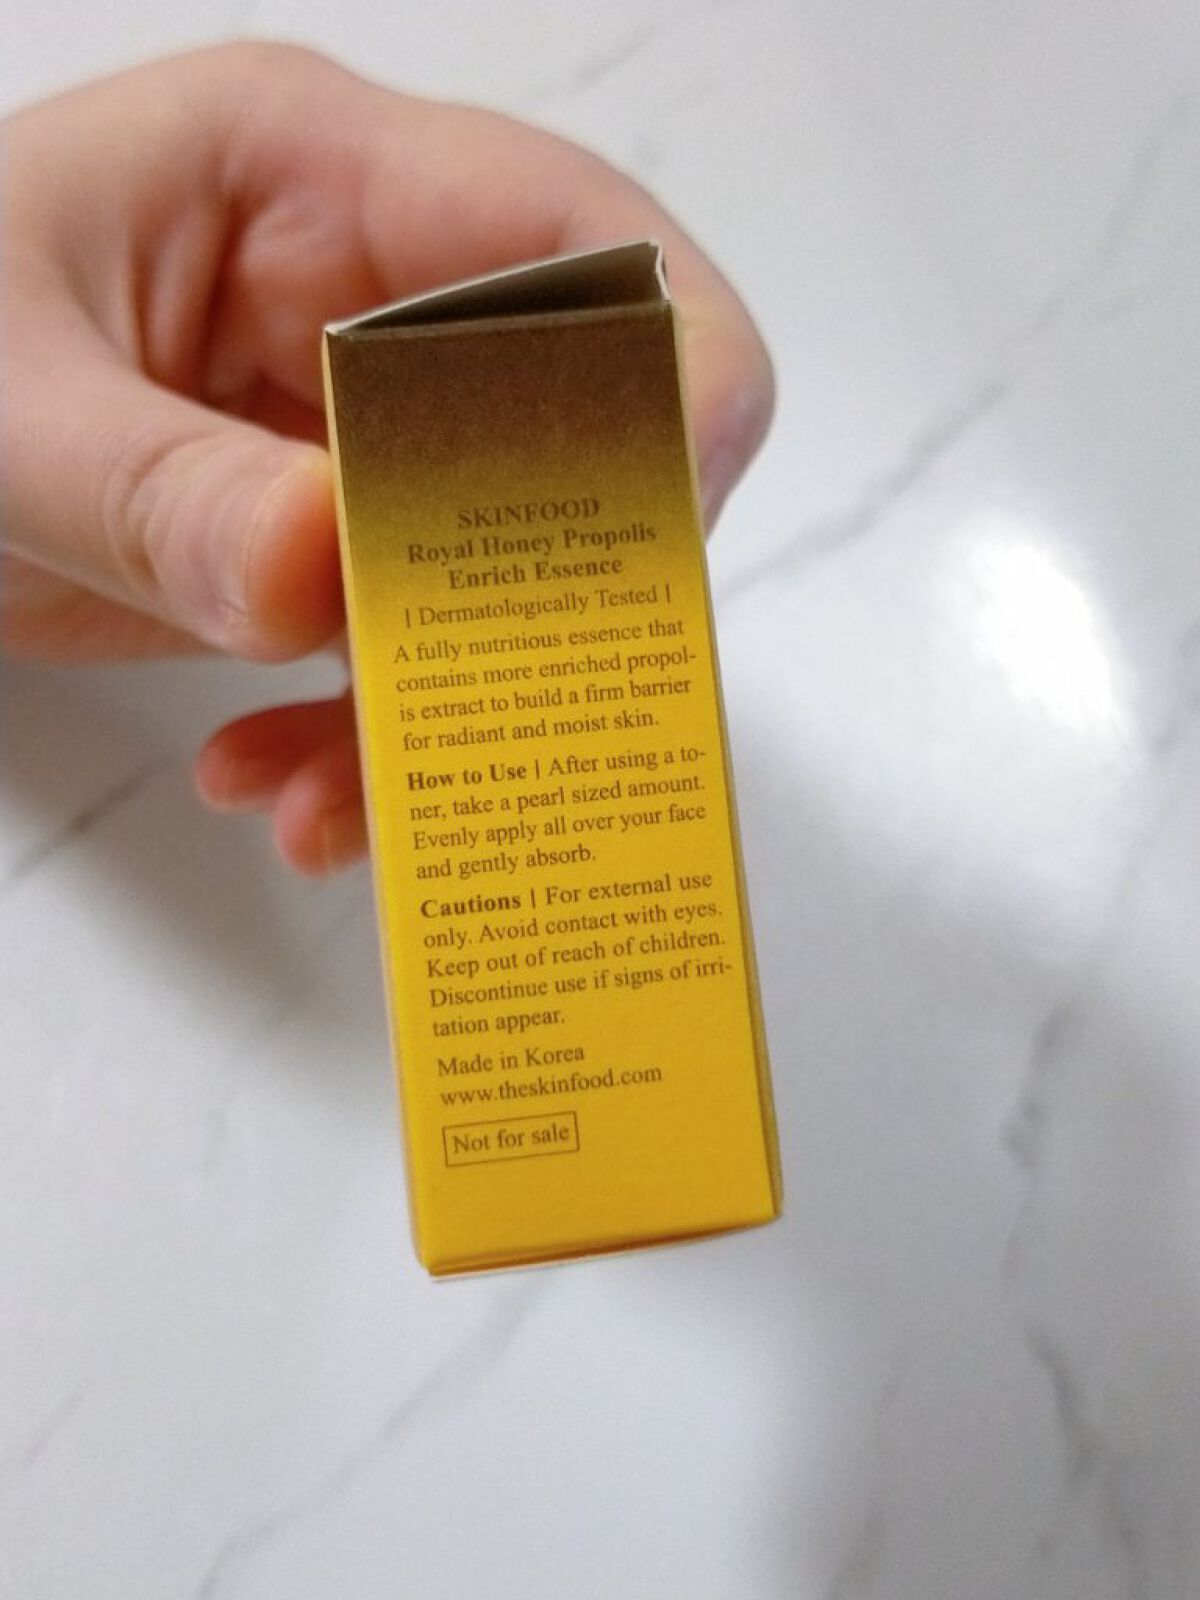 SKINFOOD
Royal Honey Propolis
Enrich Essence
| Dermatologically Tested |
A fully nutritious essence that
contains more enriched propol-
is extract to build a firm barrier
for radiant and moist skin.
How to Use | After using a to-
ner, take a pearl sized amount.
Evenly apply all over your face
and gently absorb.
Cautions | For external use
only. Avoid contact with eyes.
Keep out of reach of children.
Discontinue use if signs of irri-
tation appear.
Made in Korea
www.theskinfood.com
Not for sale